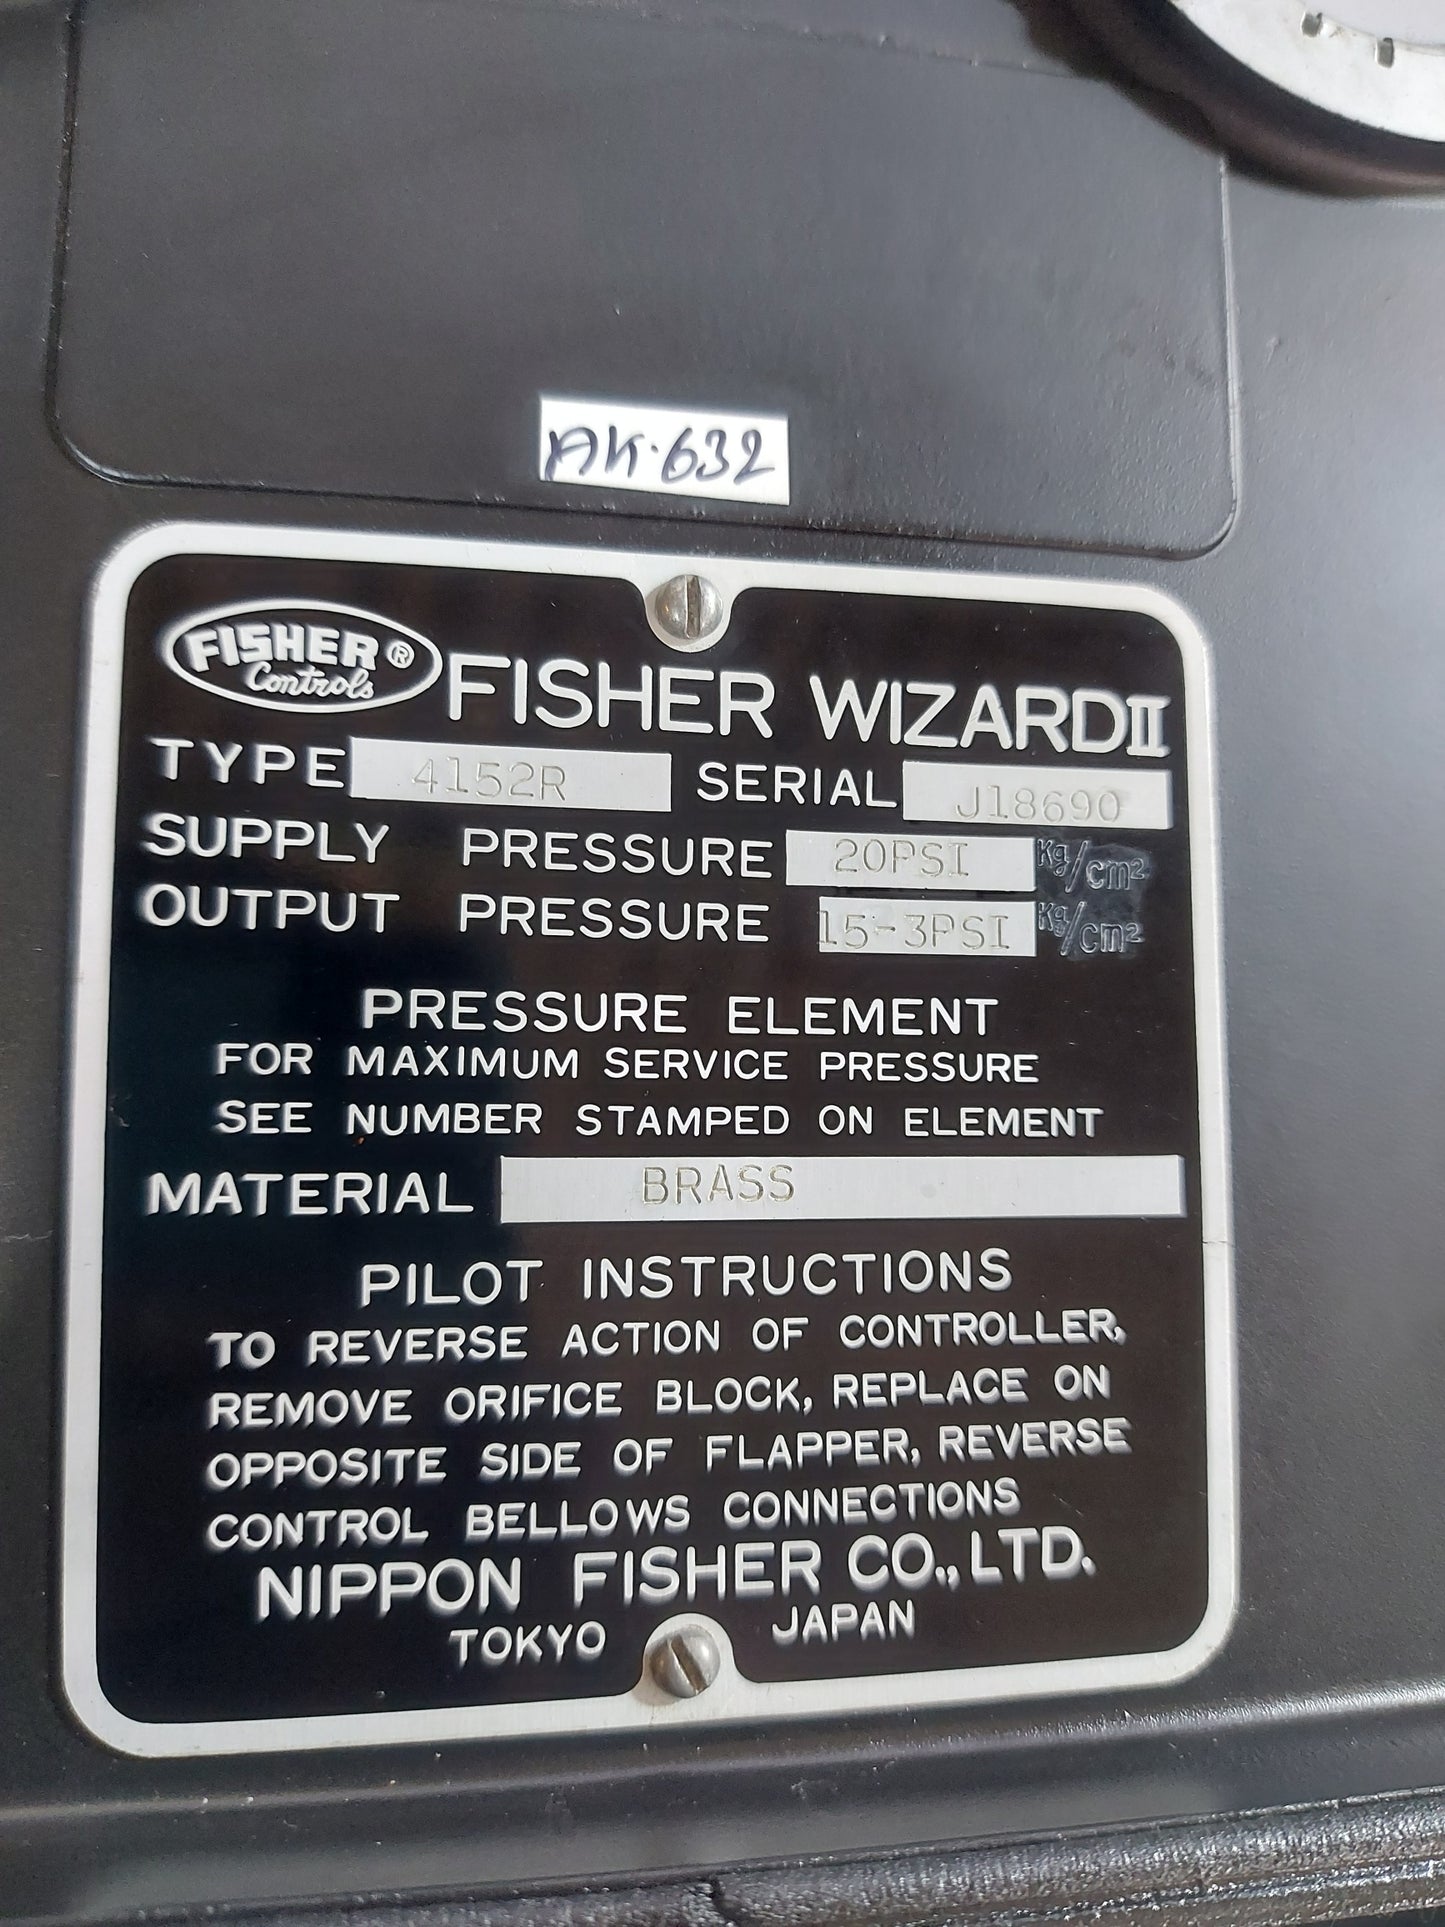 AK-632
FISHER®
Controls
FISHER WIZARD II
TYPE 4152R SERIAL J18690
SUPPLY PRESSURE 20PSI Kg/cm²
OUTPUT PRESSURE 15-3PSI Kg/cm²
PRESSURE ELEMENT
FOR MAXIMUM SERVICE PRESSURE
SEE NUMBER STAMPED ON ELEMENT
MATERIAL BRASS
PILOT INSTRUCTIONS
TO REVERSE ACTION OF CONTROLLER,
REMOVE ORIFICE BLOCK, REPLACE ON
OPPOSITE SIDE OF FLAPPER, REVERSE
CONTROL BELLOWS CONNECTIONS
NIPPON FISHER CO., LTD.
TOKYO JAPAN